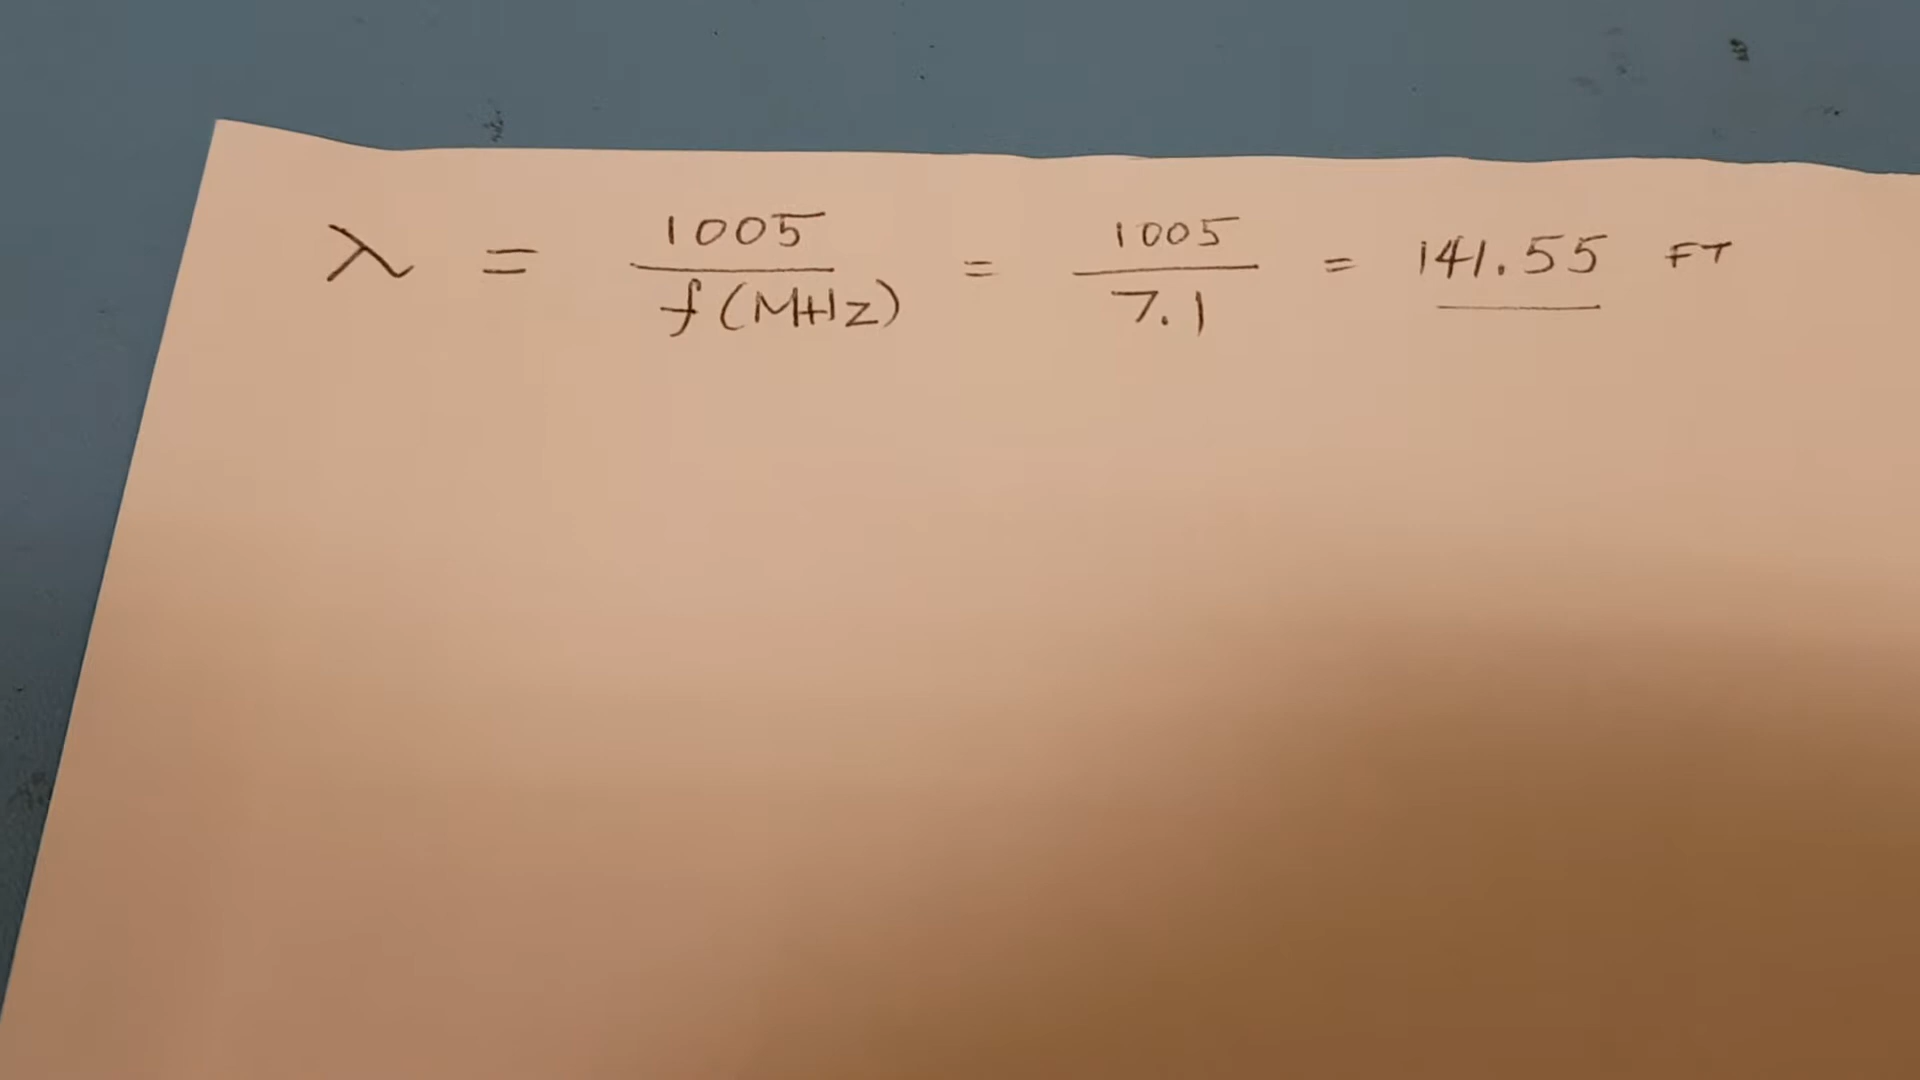 λ = 1005 / f(MHz) = 1005 / 7.1 = 141.55 FT